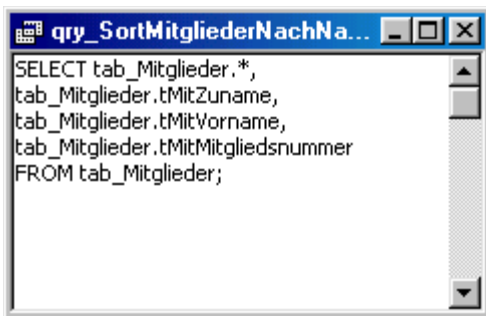 qry_SortMitgliederNachNa...
SELECT tab_Mitglieder.*,
tab_Mitglieder.tMitZuname,
tab_Mitglieder.tMitVorname,
tab_Mitglieder.tMitMitgliedsnummer
FROM tab_Mitglieder;